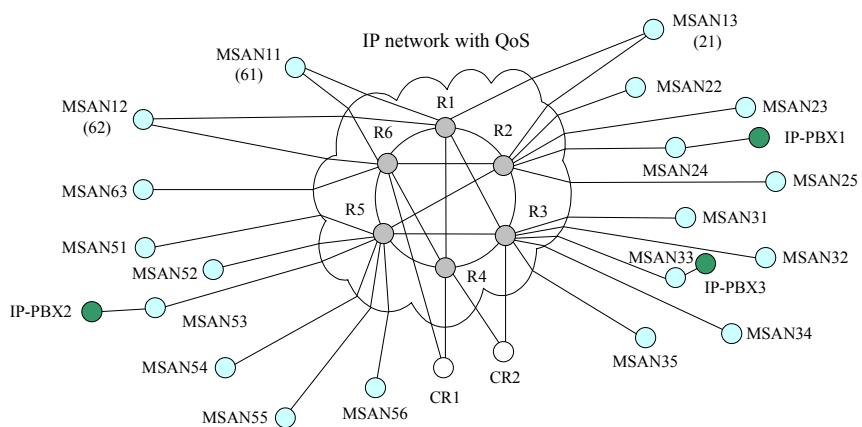 MSAN13
(21)
IP network with QoS
MSAN11
(61)
MSAN22
MSAN12
(62)
R1
MSAN23
R6
R2
IP-PBX1
MSAN24
MSAN25
MSAN63
R5
R3
MSAN31
MSAN51
MSAN52
R4
MSAN33
MSAN32
IP-PBX3
IP-PBX2
MSAN53
MSAN34
MSAN35
MSAN54
CR1
CR2
MSAN55
MSAN56